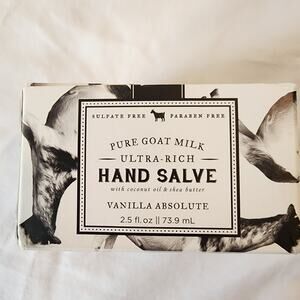 SULFATE FREE PARABEN FREE
PURE GOAT MILK
ULTRA-RICH
HAND SALVE
with coconut oil & shea butter
VANILLA ABSOLUTE
2.5 fl. oz || 73.9 mL